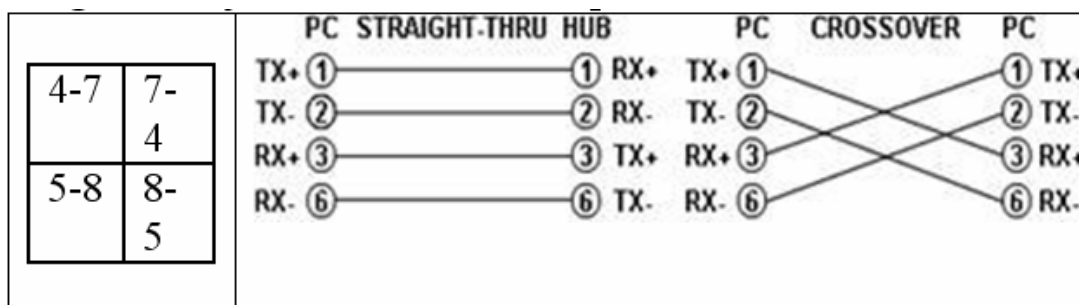 4-7 7-
4
5-8 8-
5
PC STRAIGHT-THRU HUB
TX+ 1 1 RX+
TX- 2 2 RX-
RX+ 3 3 TX+
RX- 6 6 TX-
PC CROSSOVER PC
TX+ 1 1 TX+
TX- 2 2 TX-
RX+ 3 3 RX+
RX- 6 6 RX-